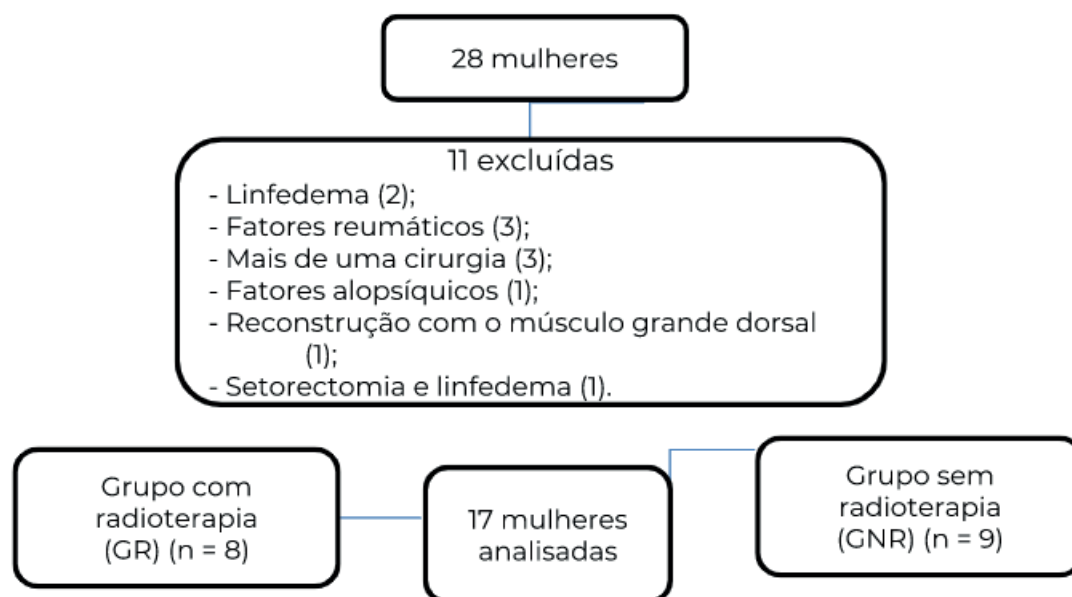 28 mulheres
11 excluídas
- Linfedema (2);
- Fatores reumáticos (3);
- Mais de uma cirurgia (3);
- Fatores alopsíquicos (1);
- Reconstrução com o músculo grande dorsal
(1);
- Setorectomia e linfedema (1).
Grupo com
radioterapia
(GR) (n = 8)
17 mulheres
analisadas
Grupo sem
radioterapia
(GNR) (n = 9)